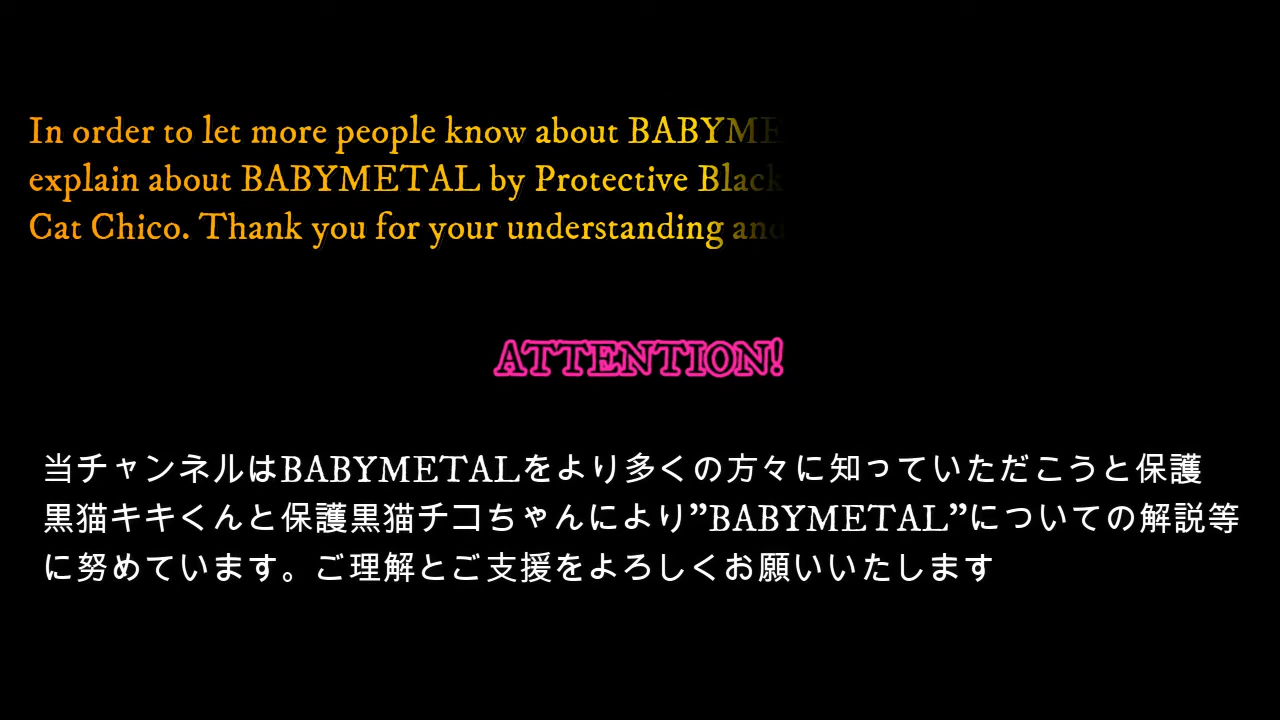 In order to let more people know about BABYME
explain about BABYMETAL by Protective Black
Cat Chico. Thank you for your understanding and
ATTENTION!
当チャンネルはBABYMETALをより多くの方々に知っていただこうと保護
黒猫キキくんと保護黒猫チコちゃんにより”BABYMETAL”についての解説等
に努めています。ご理解とご支援をよろしくお願いいたします